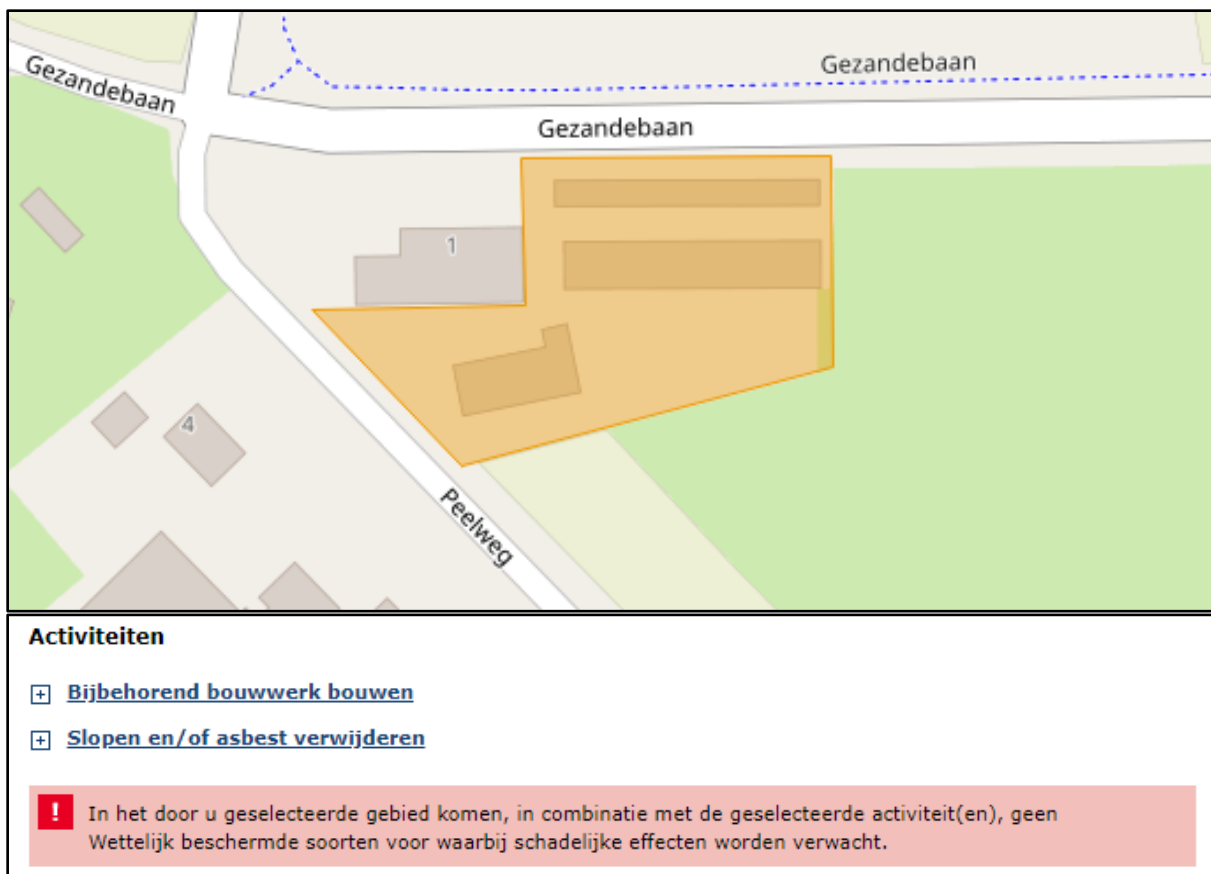 Gezandebaan
Gezandebaan
Gezandebaan
1
4
Peelweg
Activiteiten
Bijbehorend bouwwerk bouwen
Slopen en/of asbest verwijderen
! In het door u geselecteerde gebied komen, in combinatie met de geselecteerde activiteit(en), geen
Wettelijk beschermde soorten voor waarbij schadelijke effecten worden verwacht.